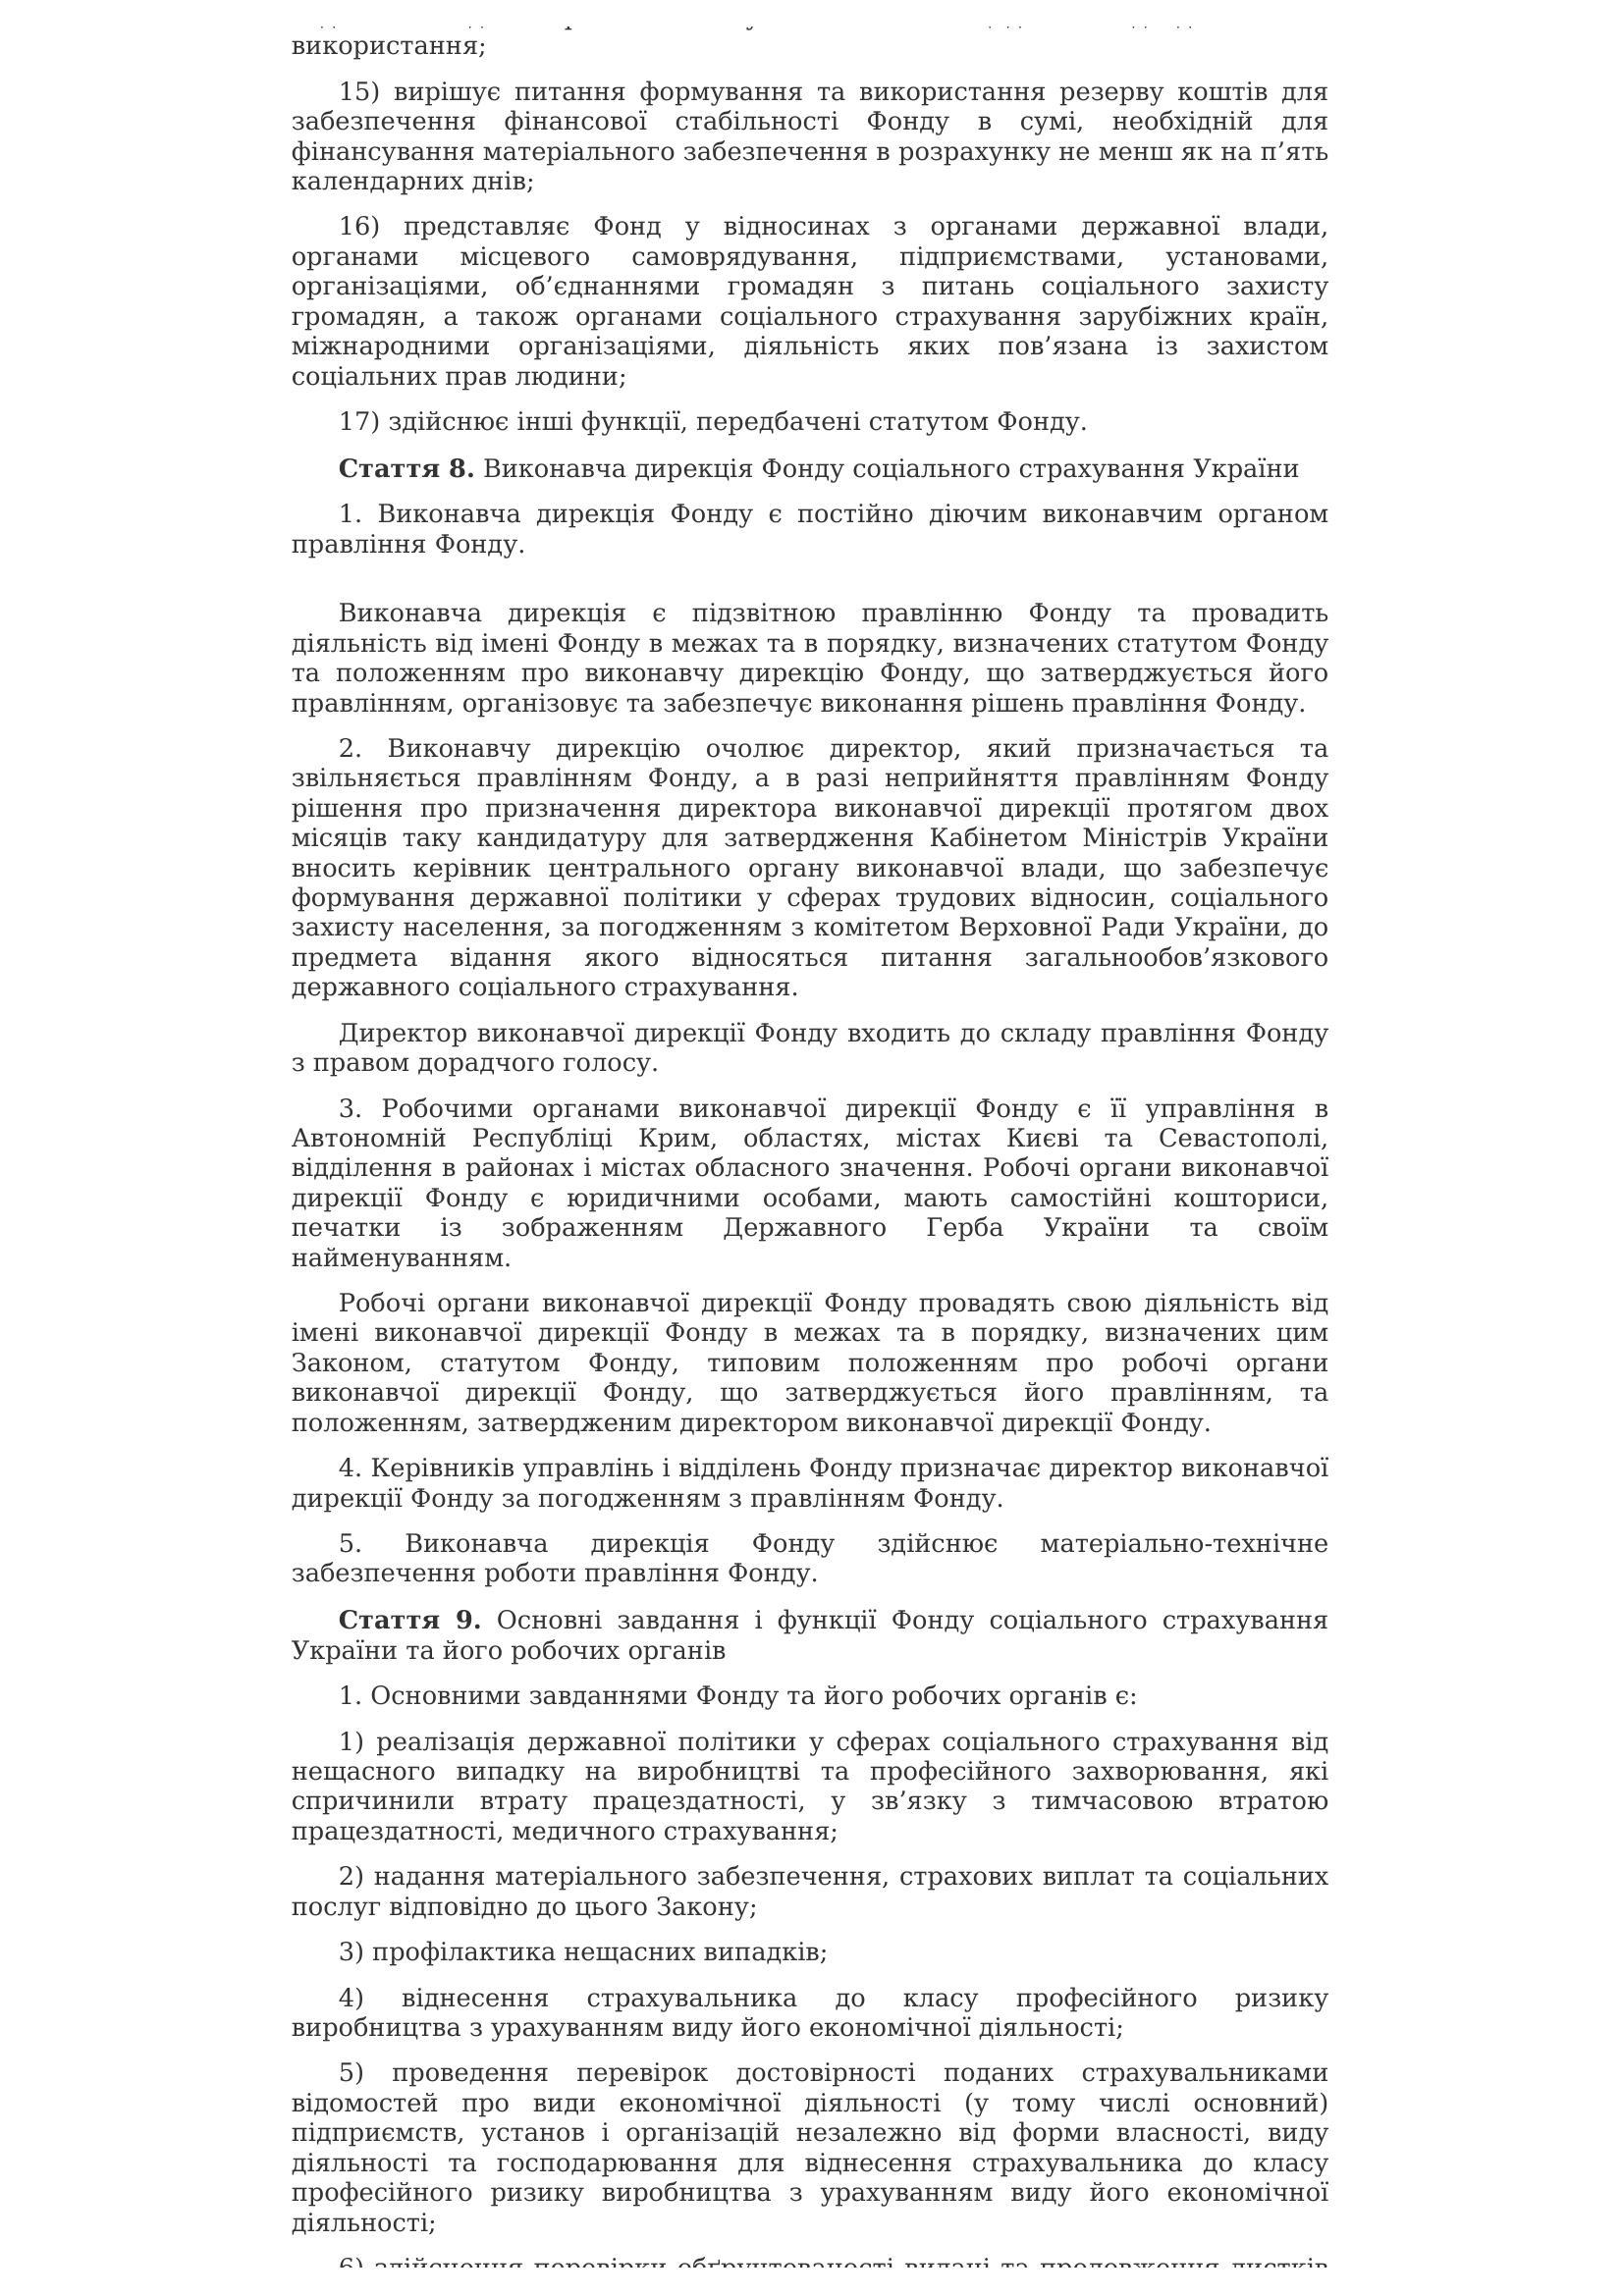 використання;
15) вирішує питання формування та використання резерву коштів для
забезпечення фінансової стабільності Фонду в сумі, необхідній для
фінансування матеріального забезпечення в розрахунку не менш як на п’ять
календарних днів;
16) представляє Фонд у відносинах з органами державної влади,
органами місцевого самоврядування, підприємствами, установами,
організаціями, об’єднаннями громадян з питань соціального захисту
громадян, а також органами соціального страхування зарубіжних країн,
міжнародними організаціями, діяльність яких пов’язана із захистом
соціальних прав людини;
17) здійснює інші функції, передбачені статутом Фонду.
Стаття 8. Виконавча дирекція Фонду соціального страхування України
1. Виконавча дирекція Фонду є постійно діючим виконавчим органом
правління Фонду.
Виконавча дирекція є підзвітною правлінню Фонду та провадить
діяльність від імені Фонду в межах та в порядку, визначених статутом Фонду
та положенням про виконавчу дирекцію Фонду, що затверджується його
правлінням, організовує та забезпечує виконання рішень правління Фонду.
2. Виконавчу дирекцію очолює директор, який призначається та
звільняється правлінням Фонду, а в разі неприйняття правлінням Фонду
рішення про призначення директора виконавчої дирекції протягом двох
місяців таку кандидатуру для затвердження Кабінетом Міністрів України
вносить керівник центрального органу виконавчої влади, що забезпечує
формування державної політики у сферах трудових відносин, соціального
захисту населення, за погодженням з комітетом Верховної Ради України, до
предмета відання якого відносяться питання загальнообов’язкового
державного соціального страхування.
Директор виконавчої дирекції Фонду входить до складу правління Фонду
з правом дорадчого голосу.
3. Робочими органами виконавчої дирекції Фонду є її управління в
Автономній Республіці Крим, областях, містах Києві та Севастополі,
відділення в районах і містах обласного значення. Робочі органи виконавчої
дирекції Фонду є юридичними особами, мають самостійні кошториси,
печатки із зображенням Державного Герба України та своїм
найменуванням.
Робочі органи виконавчої дирекції Фонду провадять свою діяльність від
імені виконавчої дирекції Фонду в межах та в порядку, визначених цим
Законом, статутом Фонду, типовим положенням про робочі органи
виконавчої дирекції Фонду, що затверджується його правлінням, та
положенням, затвердженим директором виконавчої дирекції Фонду.
4. Керівників управлінь і відділень Фонду призначає директор виконавчої
дирекції Фонду за погодженням з правлінням Фонду.
5. Виконавча дирекція Фонду здійснює матеріально-технічне
забезпечення роботи правління Фонду.
Стаття 9. Основні завдання і функції Фонду соціального страхування
України та його робочих органів
1. Основними завданнями Фонду та його робочих органів є:
1) реалізація державної політики у сферах соціального страхування від
нещасного випадку на виробництві та професійного захворювання, які
спричинили втрату працездатності, у зв’язку з тимчасовою втратою
працездатності, медичного страхування;
2) надання матеріального забезпечення, страхових виплат та соціальних
послуг відповідно до цього Закону;
3) профілактика нещасних випадків;
4) віднесення страхувальника до класу професійного ризику
виробництва з урахуванням виду його економічної діяльності;
5) проведення перевірок достовірності поданих страхувальниками
відомостей про види економічної діяльності (у тому числі основний)
підприємств, установ і організацій незалежно від форми власності, виду
діяльності та господарювання для віднесення страхувальника до класу
професійного ризику виробництва з урахуванням виду його економічної
діяльності;
6) здійснення перевірки обґрунтованості видачі та продовження листків